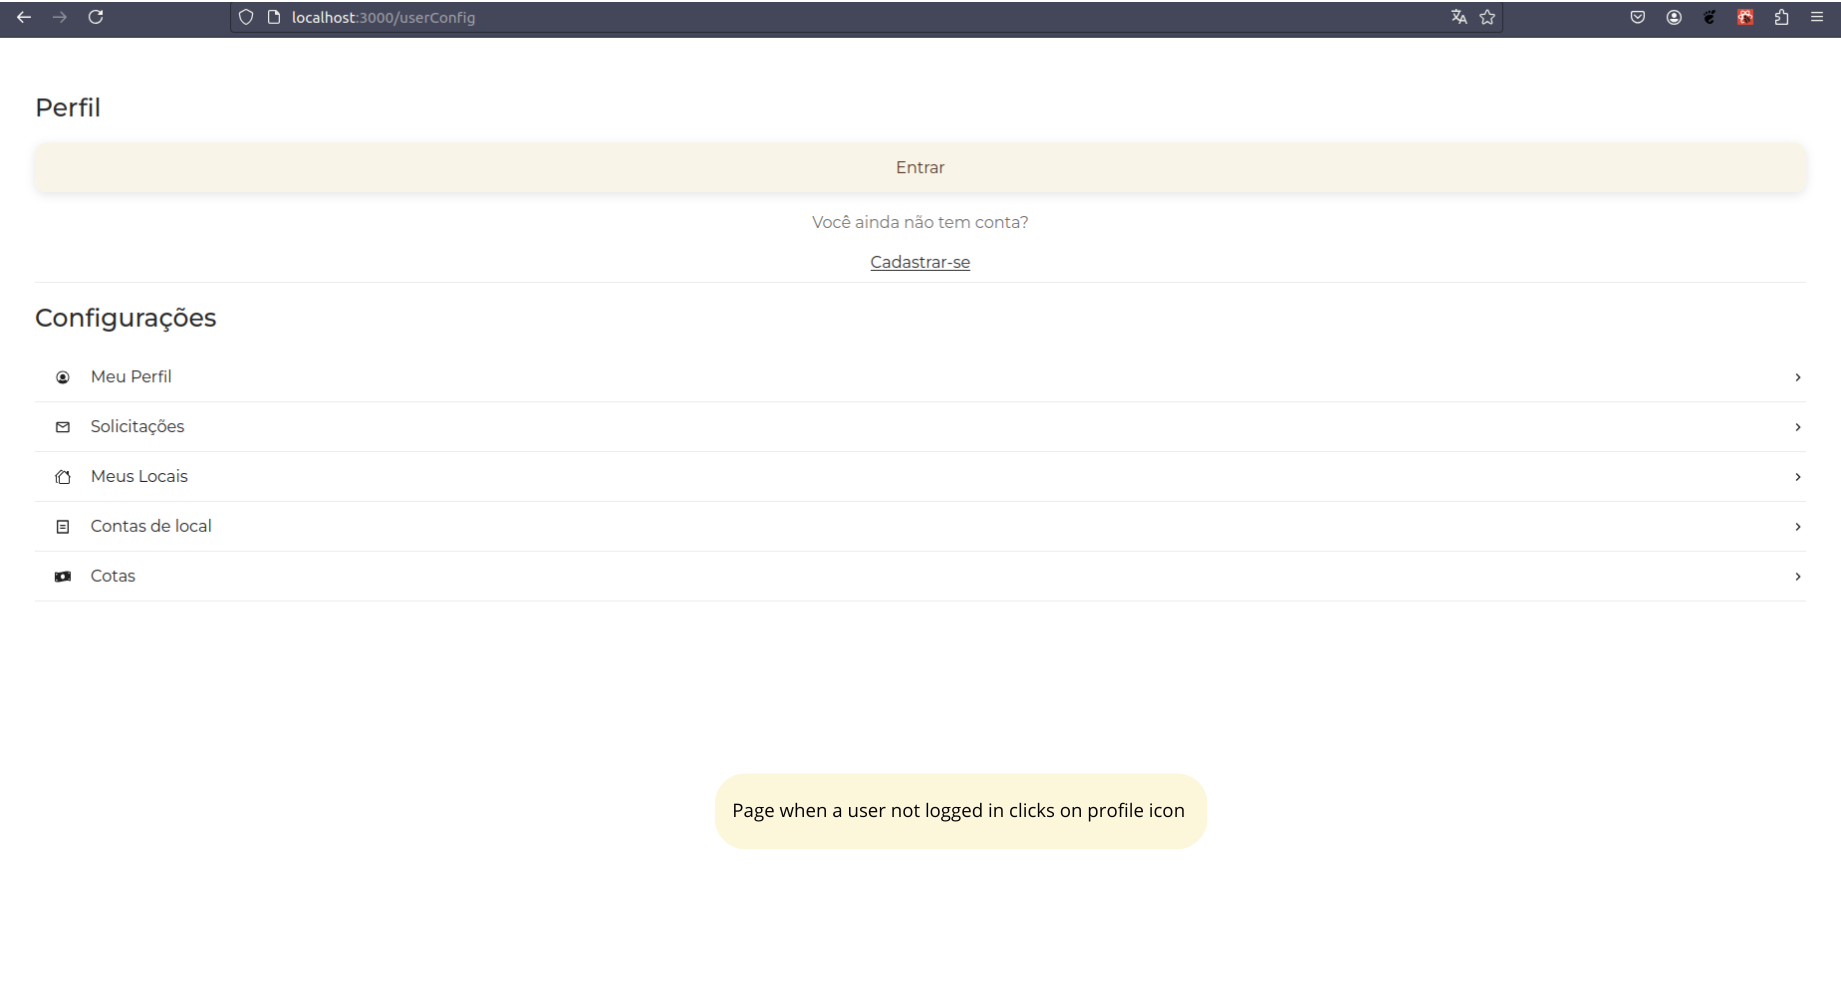 localhost:3000/userConfig
Perfil
Entrar
Você ainda não tem conta?
Cadastrar-se
Configurações
Meu Perfil
Solicitações
Meus Locais
Contas de local
Cotas
Page when a user not logged in clicks on profile icon